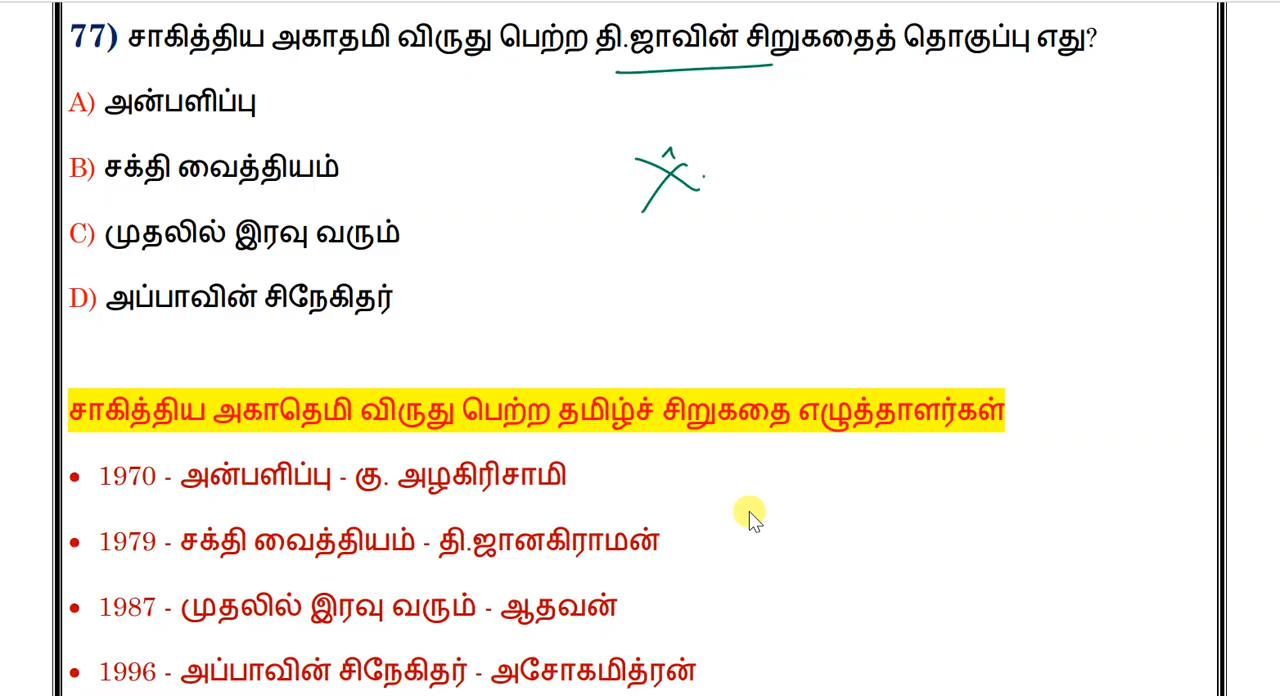 77) சாகித்திய அகாதமி விருது பெற்ற தி.ஜாவின் சிறுகதைத் தொகுப்பு எது?
A) அன்பளிப்பு
B) சக்தி வைத்தியம்
C) முதலில் இரவு வரும்
D) அப்பாவின் சிநேகிதர்
சாகித்திய அகாதெமி விருது பெற்ற தமிழ்ச் சிறுகதை எழுத்தாளர்கள்
• 1970 - அன்பளிப்பு - கு. அழகிரிசாமி
• 1979 - சக்தி வைத்தியம் - தி.ஜானகிராமன்
• 1987 - முதலில் இரவு வரும் - ஆதவன்
• 1996 - அப்பாவின் சிநேகிதர் - அசோகமித்ரன்